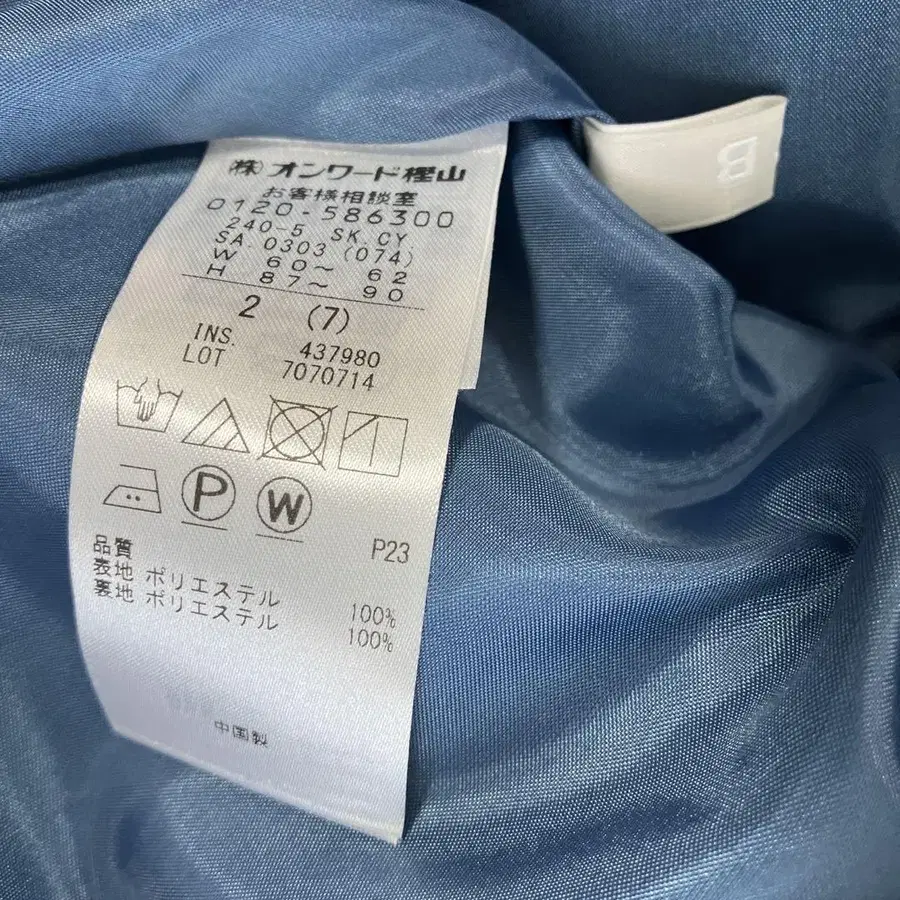 (株)オンワード樫山
お客様相談室
0120-586300
240-5 SK.CY.
SA.0303 (074)
W 60～ 62
H 87～ 90
2 (7)
INS. 437980
LOT 7070714
P W
P23
品質
表地 ポリエステル 100%
裏地 ポリエステル 100%
中国製
B